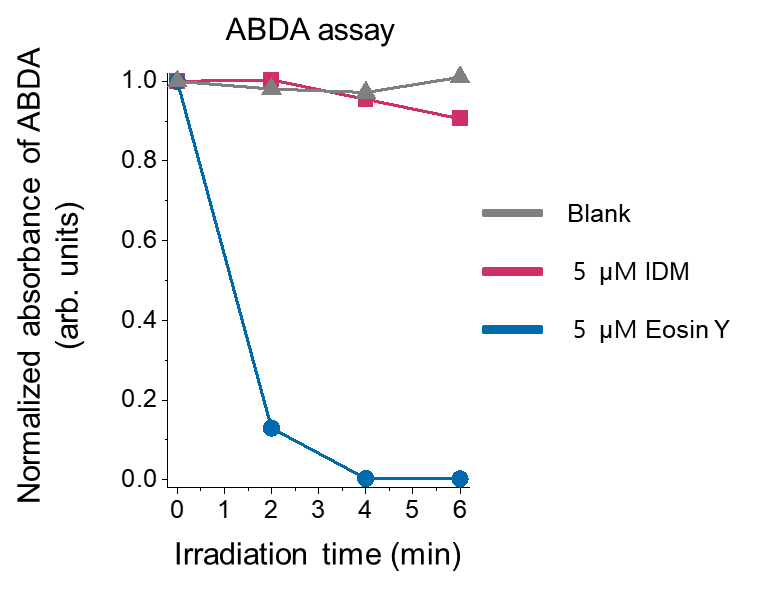 ABDA assay
Normalized absorbance of ABDA
(arb. units)
1.0
0.8
0.6
0.4
0.2
0.0
0 1 2 3 4 5 6
Irradiation time (min)
Blank
5 µM IDM
5 µM Eosin Y